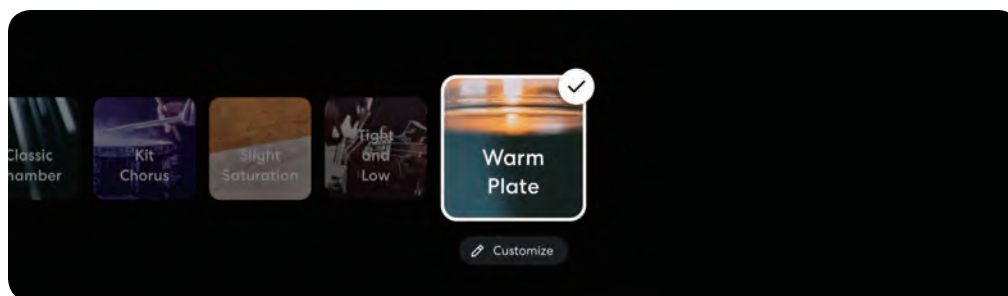 Classic
hamber
Kit
Chorus
Slight
Saturation
Tight
and
Low
Warm
Plate
Customize